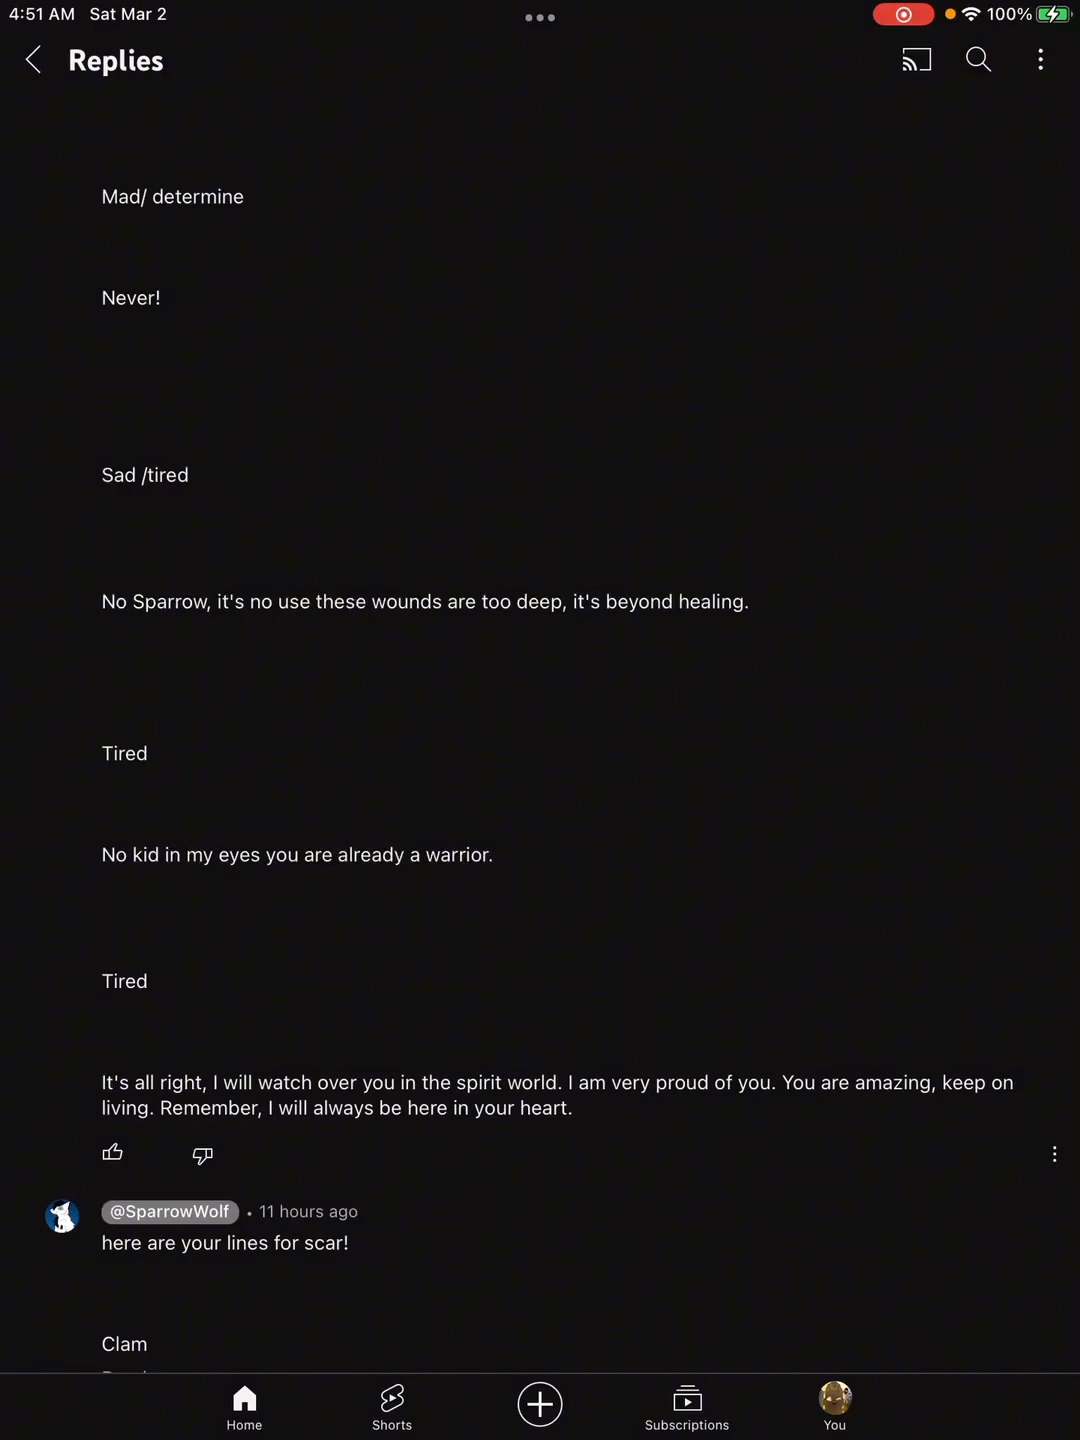 4:51 AM Sat Mar 2
100%
Replies
Mad/ determine
Never!
Sad /tired
No Sparrow, it's no use these wounds are too deep, it's beyond healing.
Tired
No kid in my eyes you are already a warrior.
Tired
It's all right, I will watch over you in the spirit world. I am very proud of you. You are amazing, keep on
living. Remember, I will always be here in your heart.
@SparrowWolf • 11 hours ago
here are your lines for scar!
Clam
Home
Shorts
Subscriptions
You